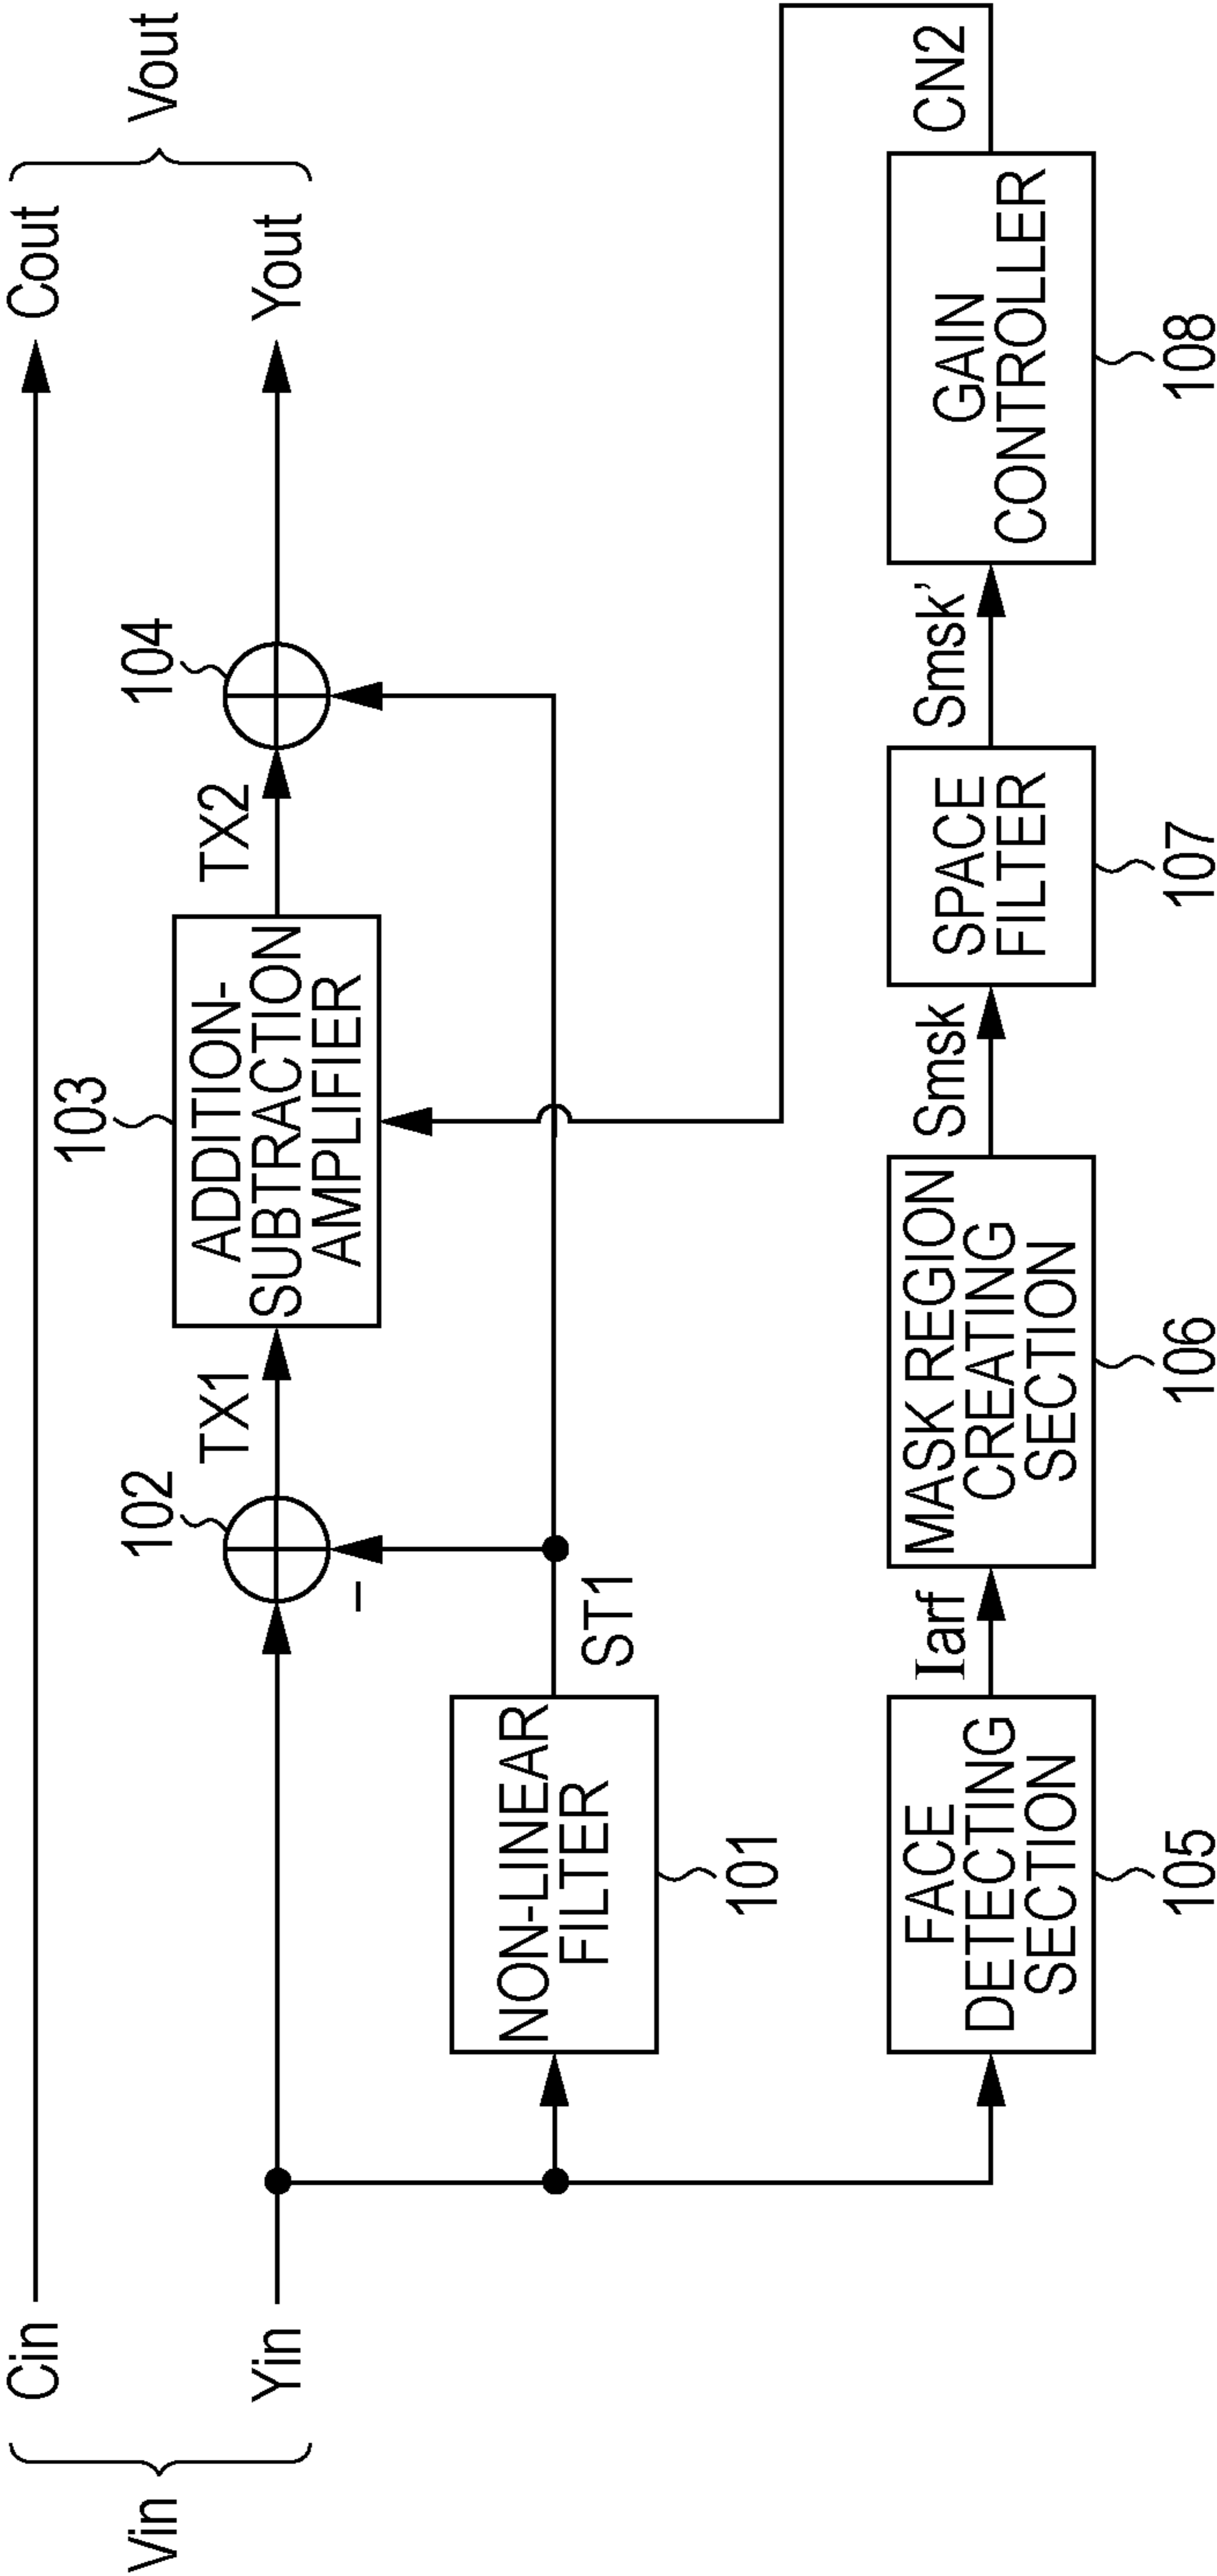 Vin
Cin
Yin
Cout
Yout
Vout
102
TX1
103
ADDITION-
SUBTRACTION
AMPLIFIER
TX2
104
–
NON-LINEAR
FILTER
101
ST1
FACE
DETECTING
SECTION
105
Iarf
MASK REGION
CREATING
SECTION
106
Smsk
SPACE
FILTER
107
Smsk’
GAIN
CONTROLLER
108
CN2